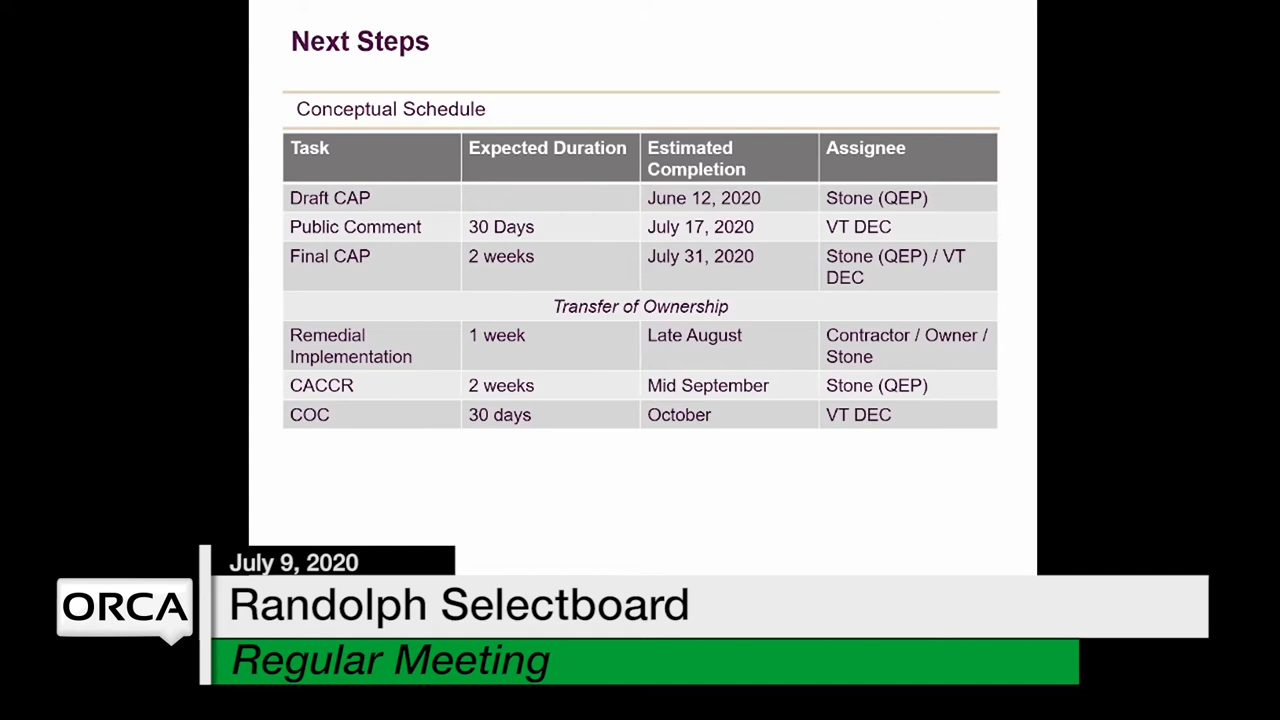 Next Steps
Conceptual Schedule
Task Expected Duration Estimated Completion Assignee
Draft CAP June 12, 2020 Stone (QEP)
Public Comment 30 Days July 17, 2020 VT DEC
Final CAP 2 weeks July 31, 2020 Stone (QEP) / VT DEC
Transfer of Ownership
Remedial Implementation 1 week Late August Contractor / Owner / Stone
CACCR 2 weeks Mid September Stone (QEP)
COC 30 days October VT DEC
July 9, 2020
ORCA
Randolph Selectboard
Regular Meeting